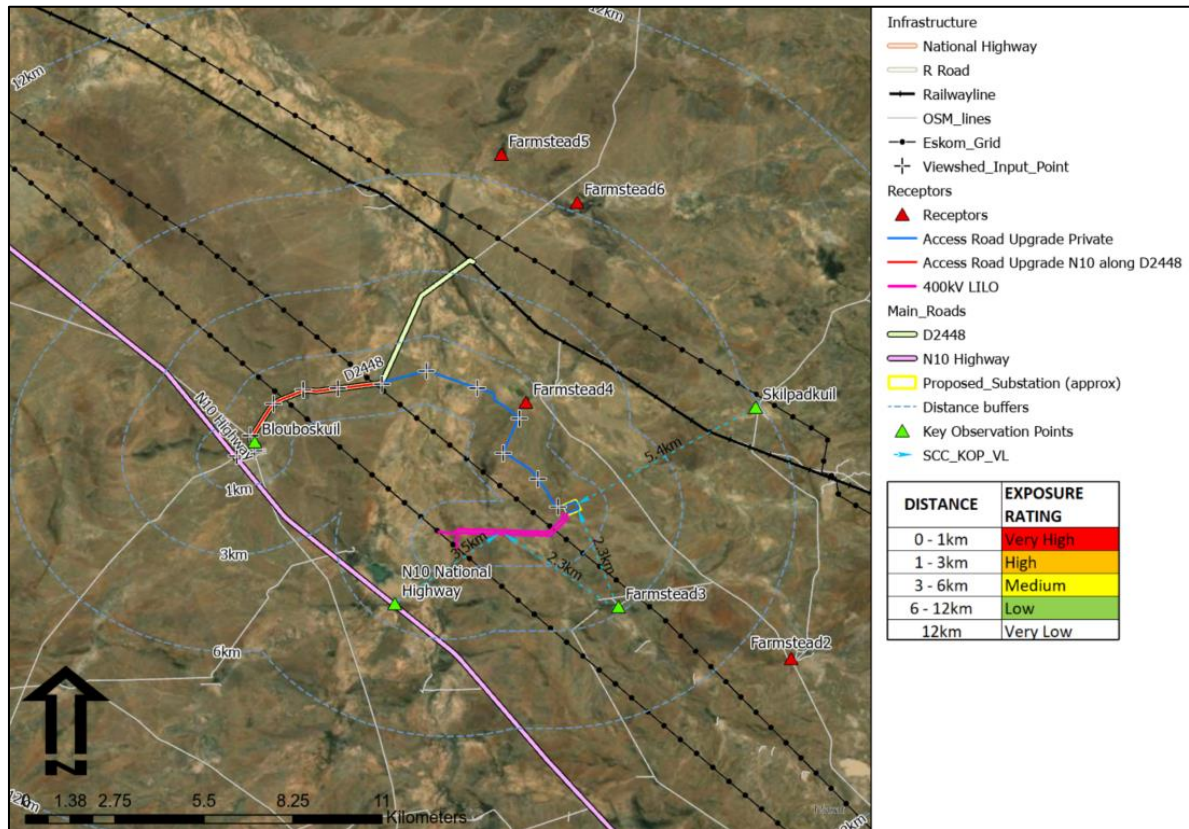 12km
12km
Farmstead5
Farmstead6
D2448
Farmstead4
Skilpadkuil
N10 Highway
Blouboskuil
5.4km
1km
3km
3.5km
2.3km
2.3km
N10 National
Highway
Farmstead3
6km
Farmstead2
N
0 1.38 2.75 5.5 8.25 11
Kilometers
Infrastructure
National Highway
R Road
Railwayline
OSM_lines
Eskom_Grid
Viewshed_Input_Point
Receptors
Receptors
Access Road Upgrade Private
Access Road Upgrade N10 along D2448
400kV LILO
Main_Roads
D2448
N10 Highway
Proposed_Substation (approx)
Distance buffers
Key Observation Points
SCC_KOP_VL
DISTANCE EXPOSURE RATING
0 - 1km Very High
1 - 3km High
3 - 6km Medium
6 - 12km Low
12km Very Low